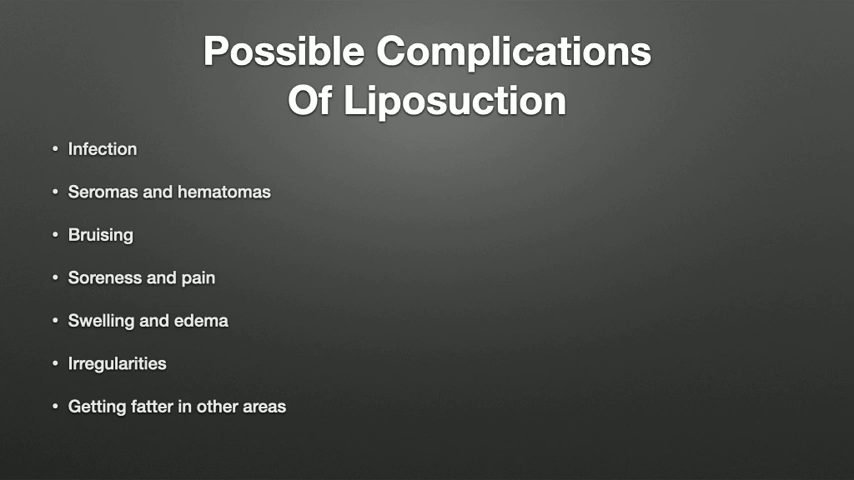 Possible Complications
Of Liposuction
• Infection
• Seromas and hematomas
• Bruising
• Soreness and pain
• Swelling and edema
• Irregularities
• Getting fatter in other areas